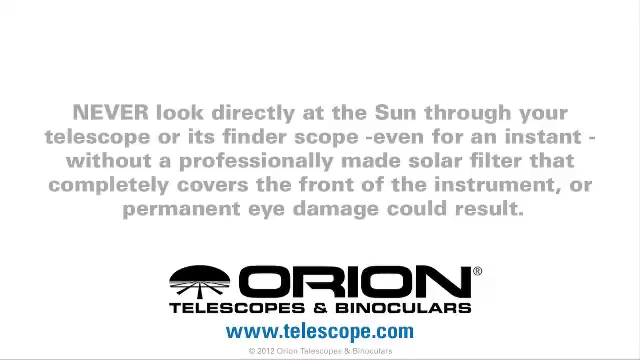 NEVER look directly at the Sun through your
telescope or its finder scope -even for an instant -
without a professionally made solar filter that
completely covers the front of the instrument, or
permanent eye damage could result.
ORION®
TELESCOPES & BINOCULARS
www.telescope.com
© 2012 Orion Telescopes & Binoculars